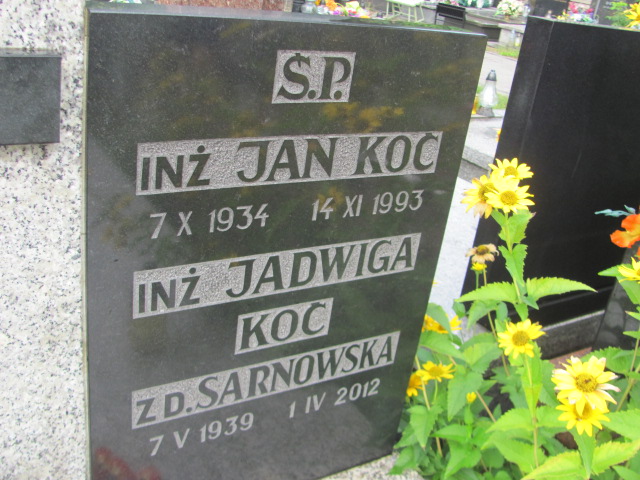 Ś.P.
INŻ JAN KOČ
7 X 1934 14 XI 1993
INŻ JADWIGA
KOČ
Z D. SARNOWSKA
7 V 1939 1 IV 2012